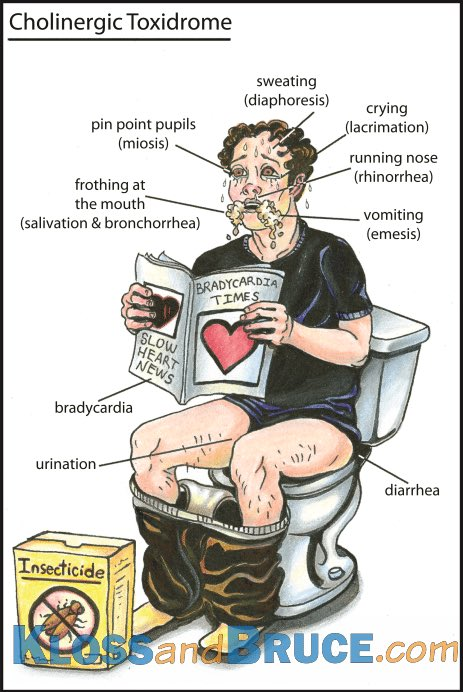 Cholinergic Toxidrome
sweating
(diaphoresis)
crying
(lacrimation)
pin point pupils
(miosis)
running nose
(rhinorrhea)
frothing at
the mouth
(salivation & bronchorrhea)
vomiting
(emesis)
BRADYCARDIA
TIMES
SLOW
HEART
NEWS
bradycardia
urination
diarrhea
Insecticide
KLOSSandBRUCE.com